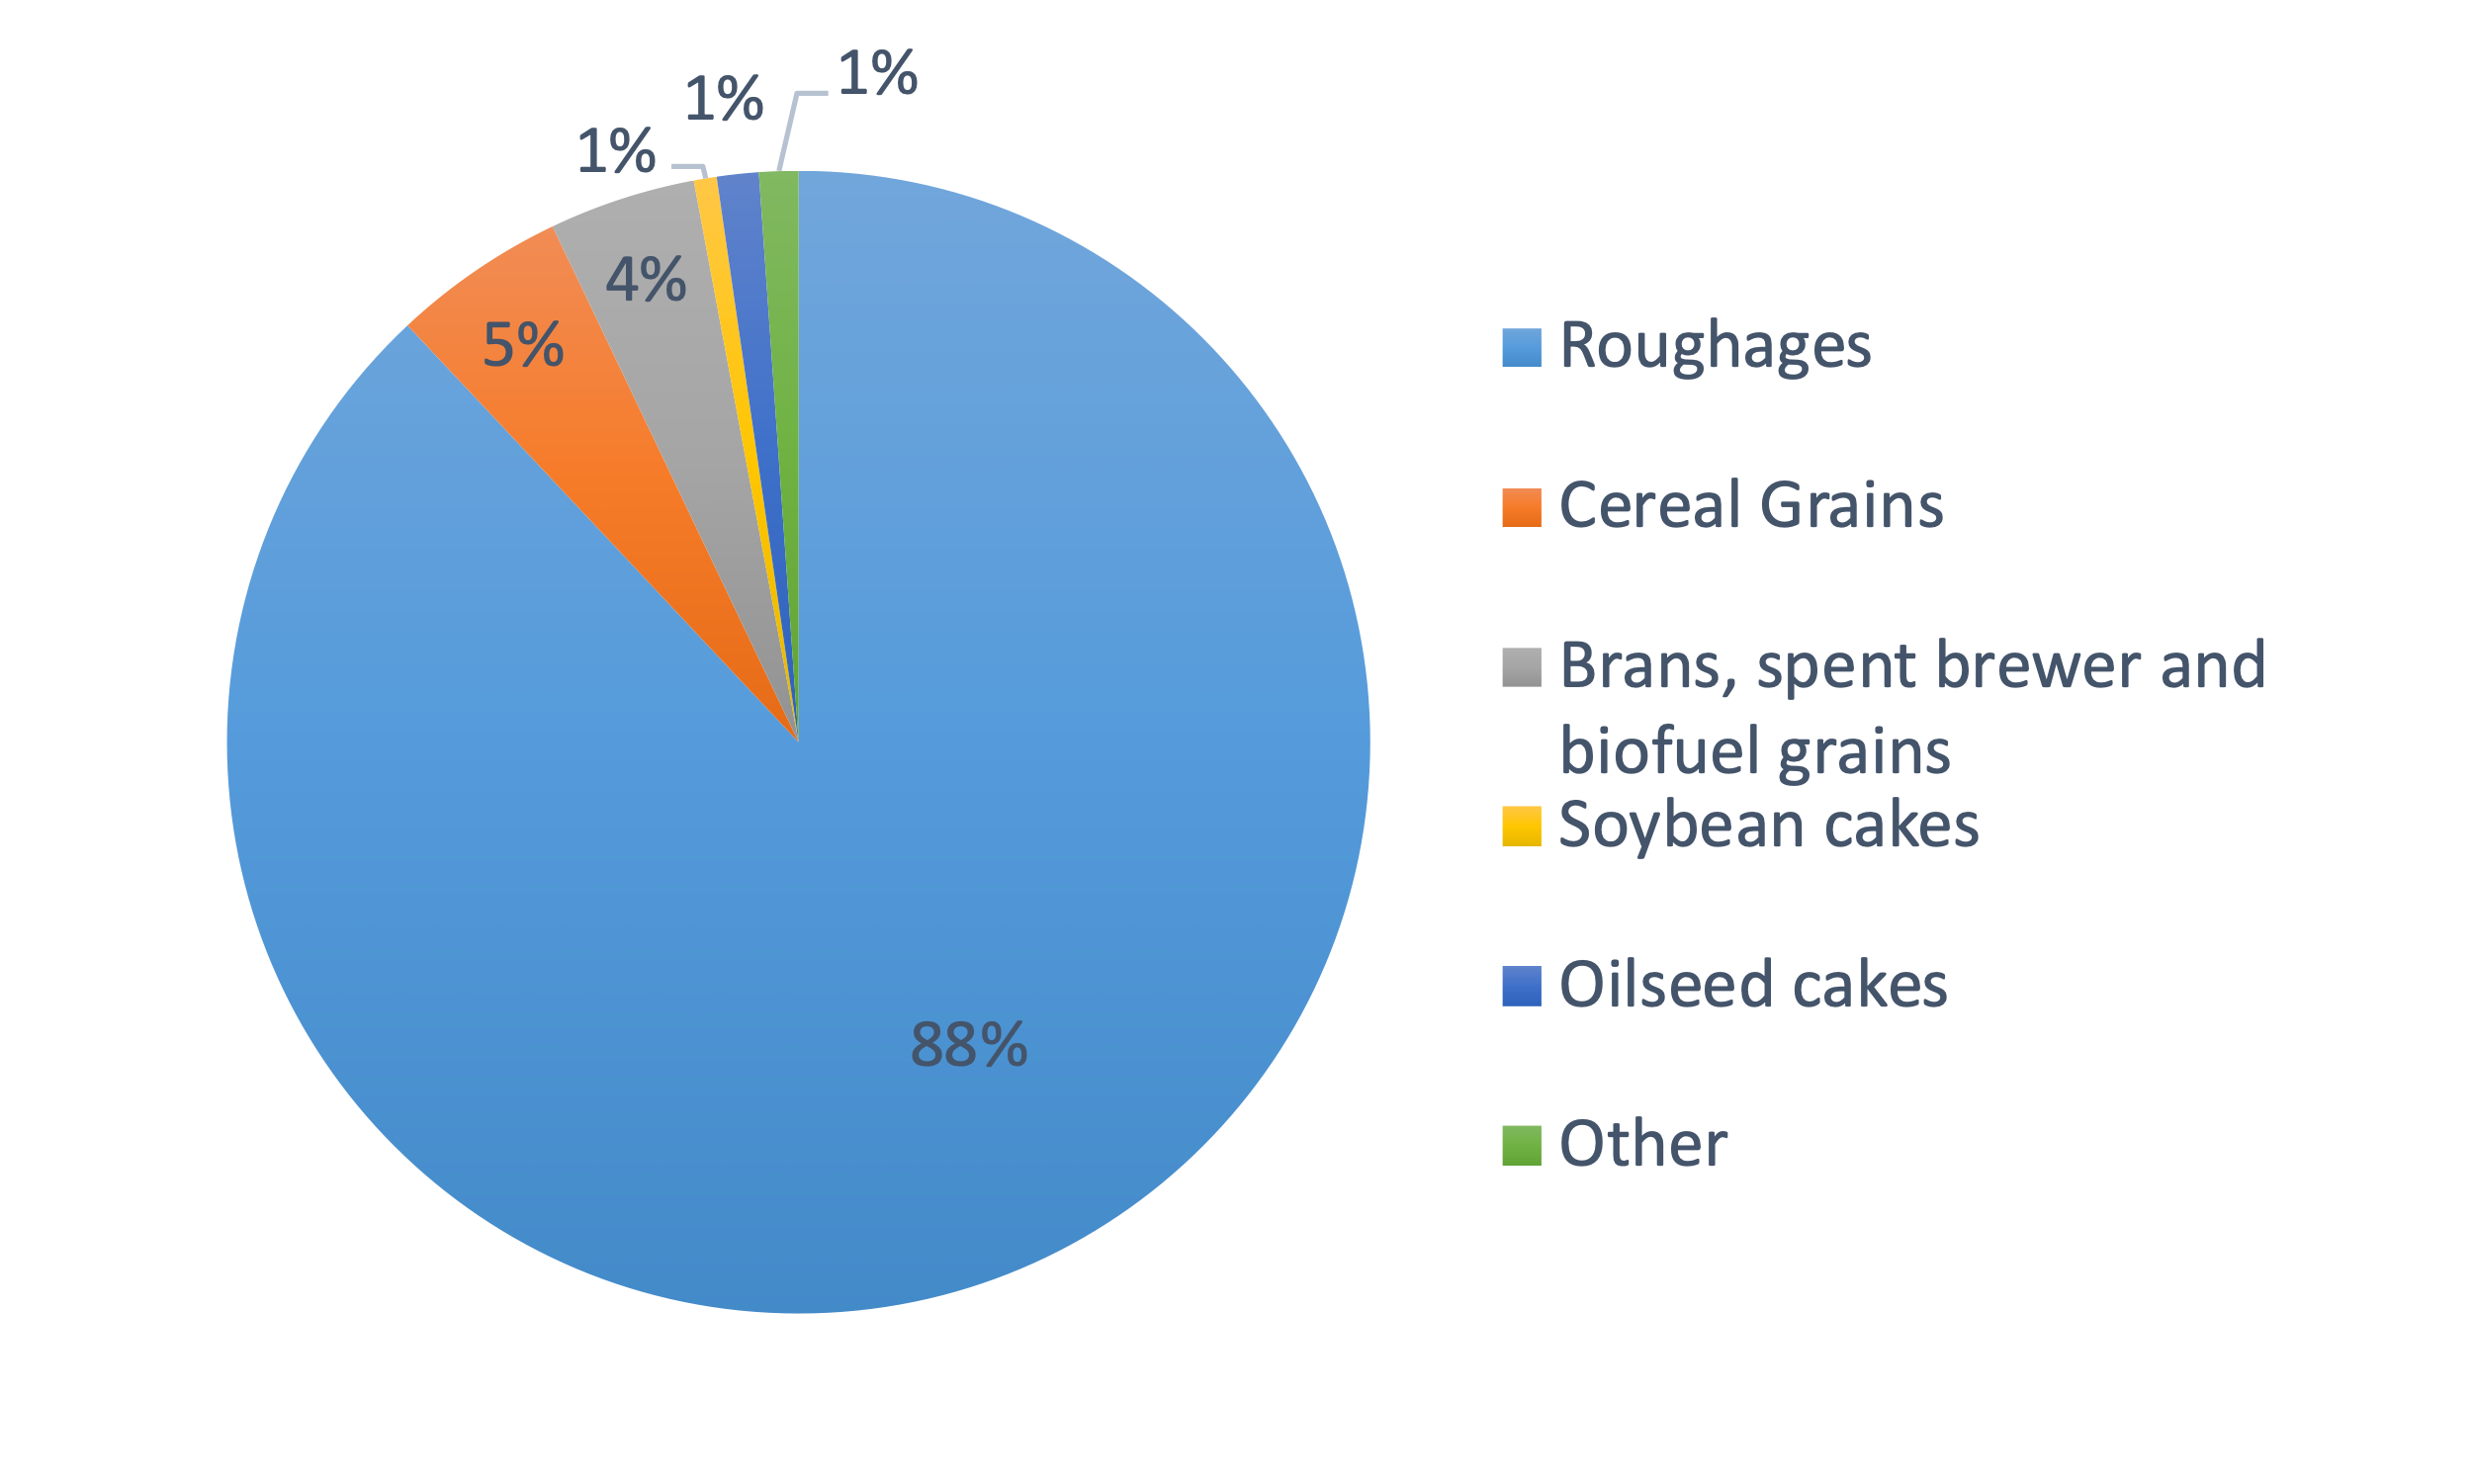 1%
1%
1%
4%
5%
88%
Roughages
Cereal Grains
Brans, spent brewer and
biofuel grains
Soybean cakes
Oilseed cakes
Other